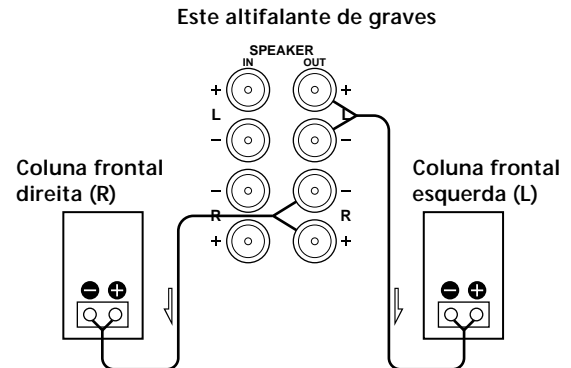 Este altifalante de graves
SPEAKER
IN OUT
+ +
L L
– –
Coluna frontal
direita (R)
Coluna frontal
esquerda (L)
– –
R R
+ +
– +
– +